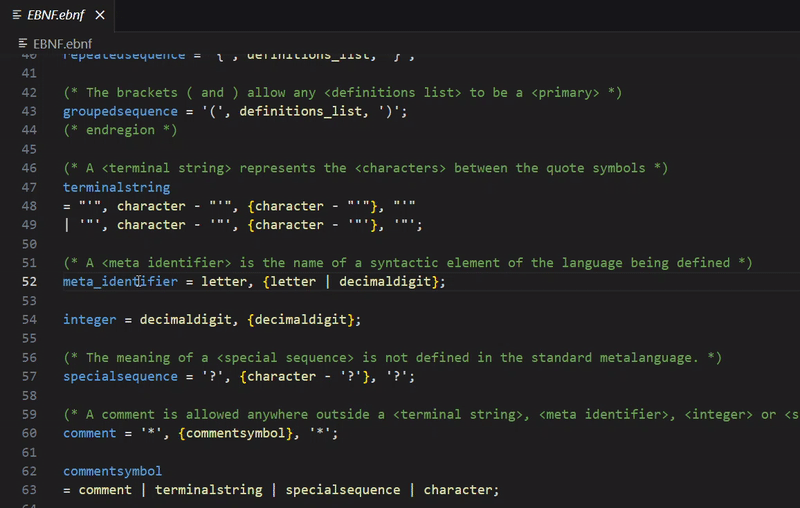 EBNF.ebnf
EBNF.ebnf
40 repeatedsequence = '{', definitions_list, '}';
41
42 (* The brackets ( and ) allow any <definitions list> to be a <primary> *)
43 groupedsequence = '(', definitions_list, ')';
44 (* endregion *)
45
46 (* A <terminal string> represents the <characters> between the quote symbols *)
47 terminalstring
48 = "'", character - "'", {character - "'"}, "'"
49 | '"', character - '"', {character - '"'}, '"';
50
51 (* A <meta identifier> is the name of a syntactic element of the language being defined *)
52 meta_identifier = letter, {letter | decimaldigit};
53
54 integer = decimaldigit, {decimaldigit};
55
56 (* The meaning of a <special sequence> is not defined in the standard metalanguage. *)
57 specialsequence = '?', {character - '?'}, '?';
58
59 (* A comment is allowed anywhere outside a <terminal string>, <meta identifier>, <integer> or <s
60 comment = '*', {commentsymbol}, '*';
61
62 commentsymbol
63 = comment | terminalstring | specialsequence | character;